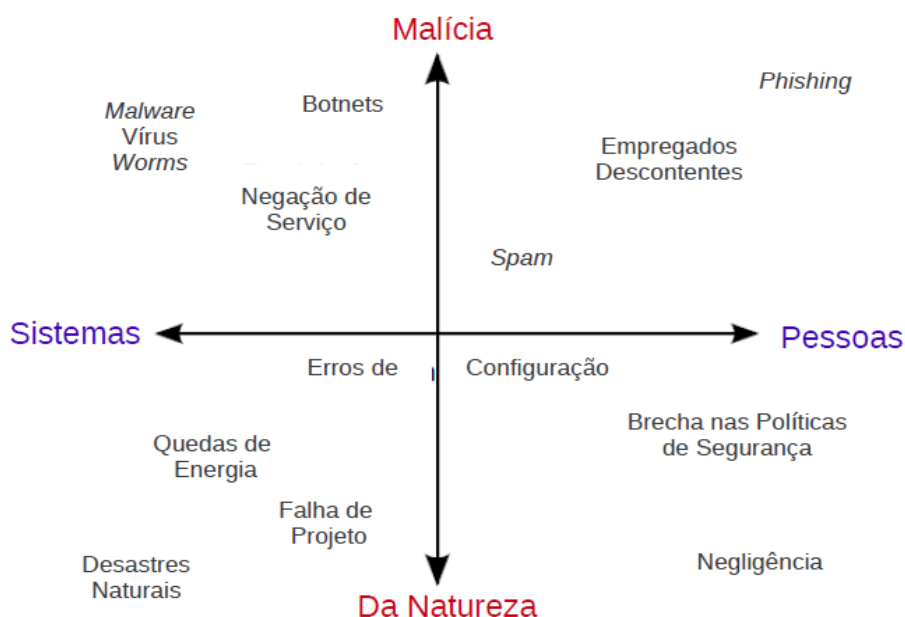 Malícia
Phishing
Botnets
Malware
Vírus
Worms
Empregados
Descontentes
Negação de
Serviço
Spam
Sistemas
Pessoas
Erros de Configuração
Brecha nas Políticas
de Segurança
Quedas de
Energia
Falha de
Projeto
Desastres
Naturais
Negligência
Da Natureza